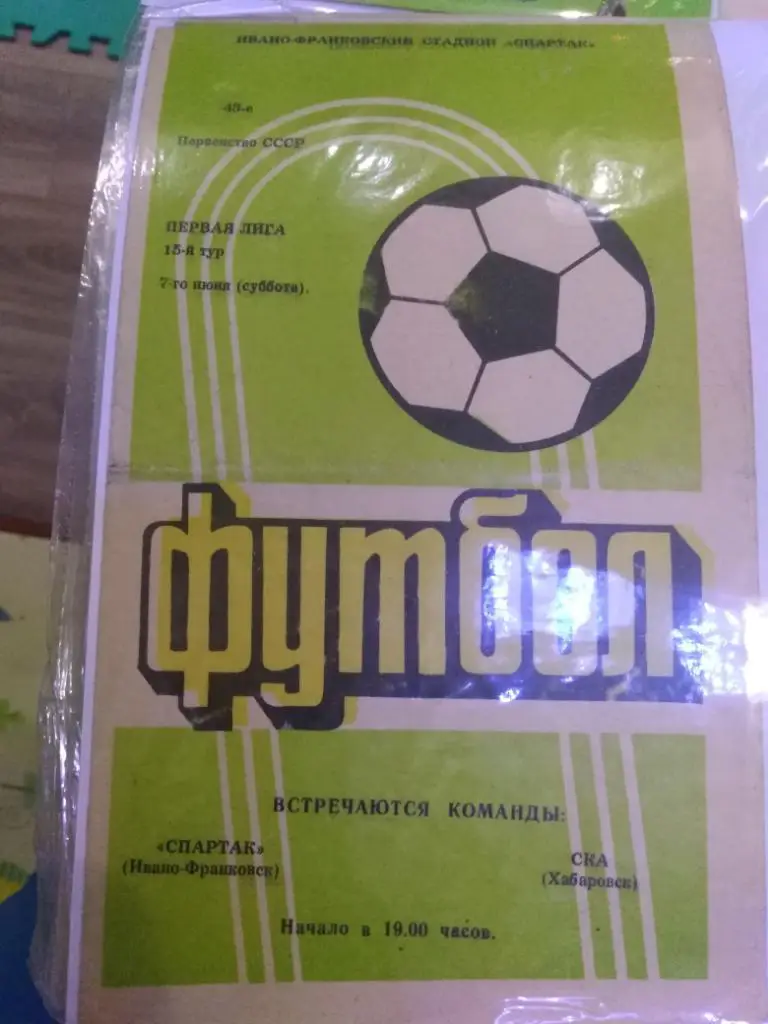 ИВАНО-ФРАНКОВСКИЙ СТАДИОН «СПАРТАК»
43-е
Первенство СССР
ПЕРВАЯ ЛИГА
15-й тур
7-го июня (суббота).
футбол
ВСТРЕЧАЮТСЯ КОМАНДЫ:
«СПАРТАК»
(Ивано-Франковск)
СКА
(Хабаровск)
Начало в 19.00 часов.